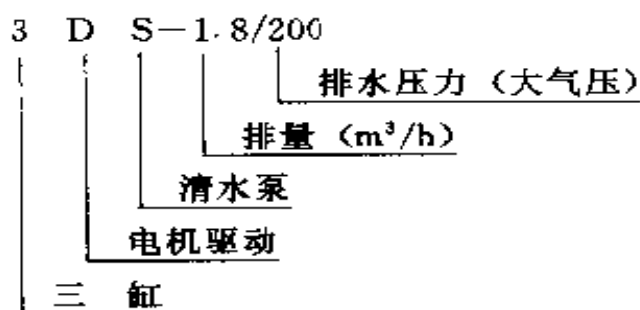 3 D S-1.8/200
排水压力（大气压）
排量（m³/h）
清水泵
电机驱动
三 缸